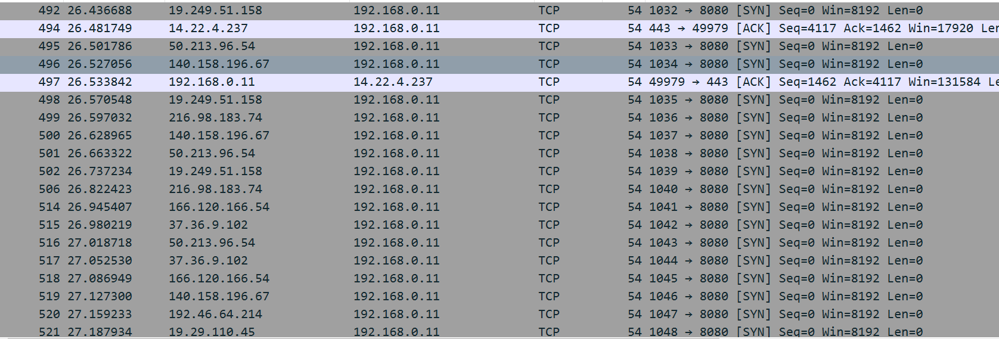 492 26.436688 19.249.51.158 192.168.0.11 TCP 54 1032 → 8080 [SYN] Seq=0 Win=8192 Len=0
494 26.481749 14.22.4.237 192.168.0.11 TCP 54 443 → 49979 [ACK] Seq=4117 Ack=1462 Win=17920 Len
495 26.501786 50.213.96.54 192.168.0.11 TCP 54 1033 → 8080 [SYN] Seq=0 Win=8192 Len=0
496 26.527056 140.158.196.67 192.168.0.11 TCP 54 1034 → 8080 [SYN] Seq=0 Win=8192 Len=0
497 26.533842 192.168.0.11 14.22.4.237 TCP 54 49979 → 443 [ACK] Seq=1462 Ack=4117 Win=131584 Le
498 26.570548 19.249.51.158 192.168.0.11 TCP 54 1035 → 8080 [SYN] Seq=0 Win=8192 Len=0
499 26.597032 216.98.183.74 192.168.0.11 TCP 54 1036 → 8080 [SYN] Seq=0 Win=8192 Len=0
500 26.628965 140.158.196.67 192.168.0.11 TCP 54 1037 → 8080 [SYN] Seq=0 Win=8192 Len=0
501 26.663322 50.213.96.54 192.168.0.11 TCP 54 1038 → 8080 [SYN] Seq=0 Win=8192 Len=0
502 26.737234 19.249.51.158 192.168.0.11 TCP 54 1039 → 8080 [SYN] Seq=0 Win=8192 Len=0
506 26.822423 216.98.183.74 192.168.0.11 TCP 54 1040 → 8080 [SYN] Seq=0 Win=8192 Len=0
514 26.945407 166.120.166.54 192.168.0.11 TCP 54 1041 → 8080 [SYN] Seq=0 Win=8192 Len=0
515 26.980219 37.36.9.102 192.168.0.11 TCP 54 1042 → 8080 [SYN] Seq=0 Win=8192 Len=0
516 27.018718 50.213.96.54 192.168.0.11 TCP 54 1043 → 8080 [SYN] Seq=0 Win=8192 Len=0
517 27.052530 37.36.9.102 192.168.0.11 TCP 54 1044 → 8080 [SYN] Seq=0 Win=8192 Len=0
518 27.086949 166.120.166.54 192.168.0.11 TCP 54 1045 → 8080 [SYN] Seq=0 Win=8192 Len=0
519 27.127300 140.158.196.67 192.168.0.11 TCP 54 1046 → 8080 [SYN] Seq=0 Win=8192 Len=0
520 27.159233 192.46.64.214 192.168.0.11 TCP 54 1047 → 8080 [SYN] Seq=0 Win=8192 Len=0
521 27.187934 19.29.110.45 192.168.0.11 TCP 54 1048 → 8080 [SYN] Seq=0 Win=8192 Len=0